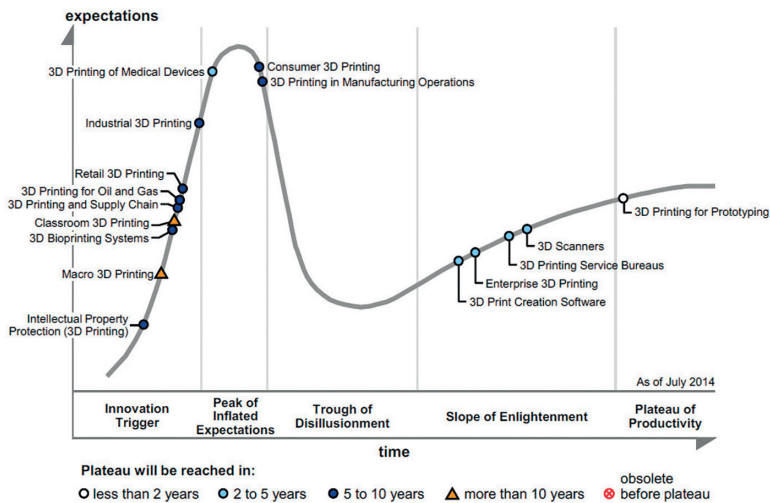 expectations
3D Printing of Medical Devices
Consumer 3D Printing
3D Printing in Manufacturing Operations
Industrial 3D Printing
Retail 3D Printing
3D Printing for Oil and Gas
3D Printing and Supply Chain
Classroom 3D Printing
3D Bioprinting Systems
Macro 3D Printing
Intellectual Property
Protection (3D Printing)
3D Printing for Prototyping
3D Scanners
3D Printing Service Bureaus
Enterprise 3D Printing
3D Print Creation Software
As of July 2014
Innovation
Trigger
Peak of
Inflated
Expectations
Trough of
Disillusionment
Slope of Enlightenment
Plateau of
Productivity
time
Plateau will be reached in:
less than 2 years
2 to 5 years
5 to 10 years
more than 10 years
obsolete
before plateau